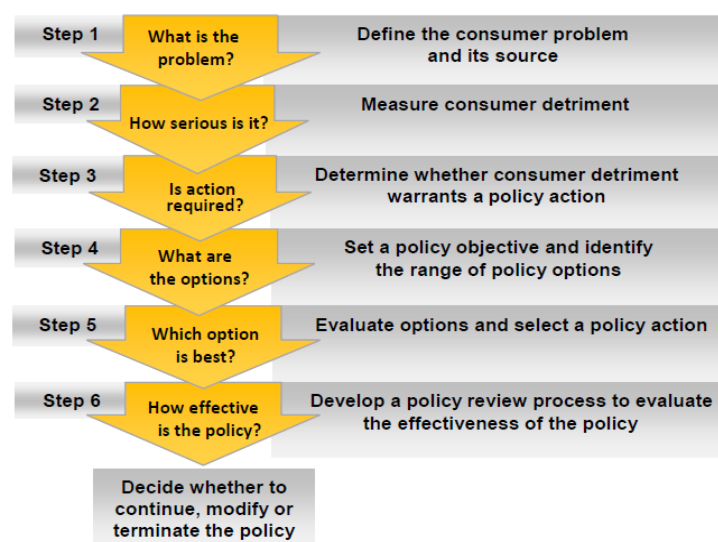 Step 1
What is the
problem?
Define the consumer problem
and its source
Step 2
How serious is it?
Measure consumer detriment
Step 3
Is action
required?
Determine whether consumer detriment
warrants a policy action
Step 4
What are
the options?
Set a policy objective and identify
the range of policy options
Step 5
Which option
is best?
Evaluate options and select a policy action
Step 6
How effective
is the policy?
Develop a policy review process to evaluate
the effectiveness of the policy
Decide whether to
continue, modify or
terminate the policy